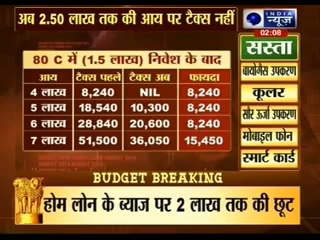 अब 2.50 लाख तक की आय पर टैक्स नहीं
INDIA
न्यूज़
02:08
80 C में (1.5 लाख) निवेश के बाद
आय टैक्स पहले टैक्स अब फायदा
4 लाख 8,240 NIL 8,240
5 लाख 18,540 10,300 8,240
6 लाख 28,840 20,600 8,240
7 लाख 51,500 36,050 15,450
सस्ता
बायोगैस उपकरण
कूलर
सौर ऊर्जा उपकरण
मोबाइल फोन
स्मार्ट कार्ड
BUDGET BREAKING
होम लोन के ब्याज पर 2 लाख तक की छूट